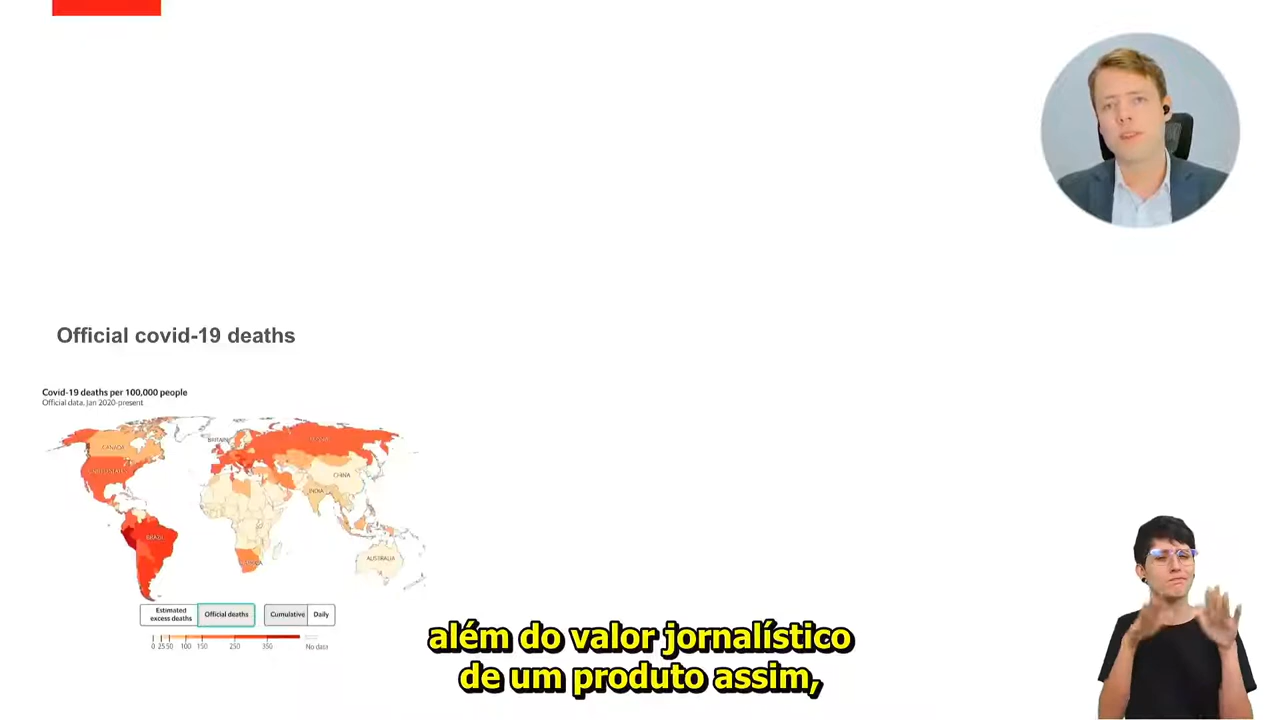 Official covid-19 deaths
Covid-19 deaths per 100,000 people
Official data, Jan 2020-present
BRITAIN
CANADA
UNITED STATES
CHINA
INDIA
BRAZIL
AUSTRALIA
Estimated
excess deaths
Official deaths
Cumulative
Daily
0 25 50 100 150 250 350 No data
além do valor jornalístico
de um produto assim,